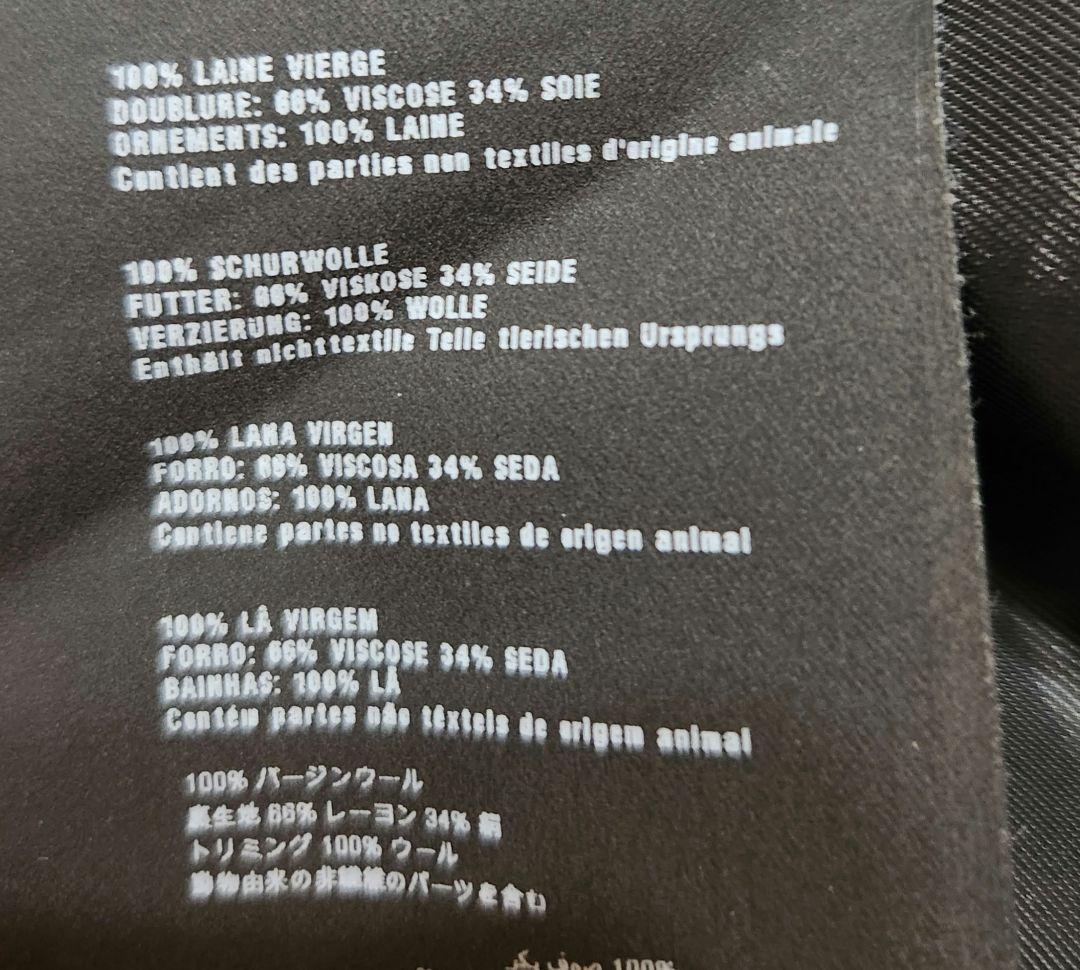 100% LAINE VIERGE
DOUBLURE: 66% VISCOSE 34% SOIE
ORNEMENTS: 100% LAINE
Contient des parties non textiles d'origine animale
100% SCHURWOLLE
FUTTER: 66% VISKOSE 34% SEIDE
VERZIERUNG: 100% WOLLE
Enthält nichttextile Teile tierischen Ursprungs
100% LANA VIRGEN
FORRO: 66% VISCOSA 34% SEDA
ADORNOS: 100% LANA
Contiene partes no textiles de origen animal
100% LÃ VIRGEM
FORRO: 66% VISCOSE 34% SEDA
BAINHAS: 100% LÃ
Contém partes não têxteis de origem animal
100% バージンウール
裏生地 66% レーヨン 34% 絹
トリミング 100% ウール
動物由来の非繊維のパーツを含む
100% صوف بكر